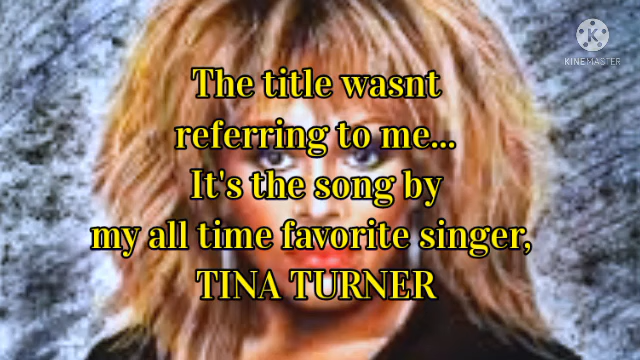 KINEMASTER
The title wasnt
referring to me...
It's the song by
my all time favorite singer,
TINA TURNER